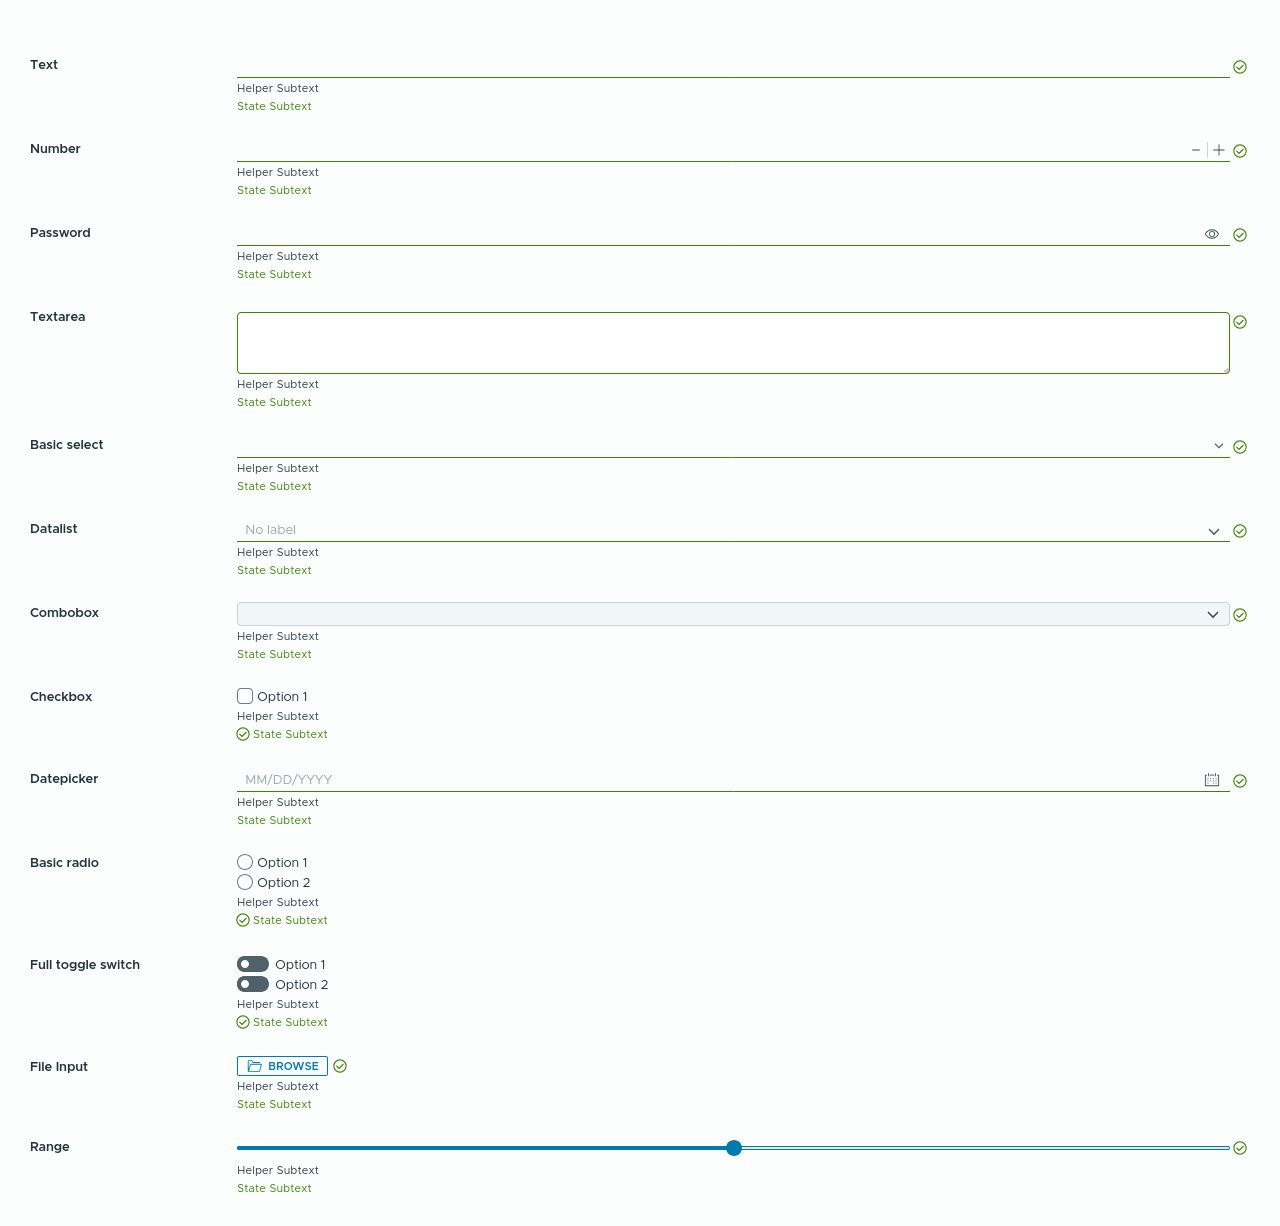 Text
Helper Subtext
State Subtext
Number
Helper Subtext
State Subtext
Password
Helper Subtext
State Subtext
Textarea
Helper Subtext
State Subtext
Basic select
Helper Subtext
State Subtext
Datalist
No label
Helper Subtext
State Subtext
Combobox
Helper Subtext
State Subtext
Checkbox
Option 1
Helper Subtext
State Subtext
Datepicker
MM/DD/YYYY
Helper Subtext
State Subtext
Basic radio
Option 1
Option 2
Helper Subtext
State Subtext
Full toggle switch
Option 1
Option 2
Helper Subtext
State Subtext
File Input
BROWSE
Helper Subtext
State Subtext
Range
Helper Subtext
State Subtext